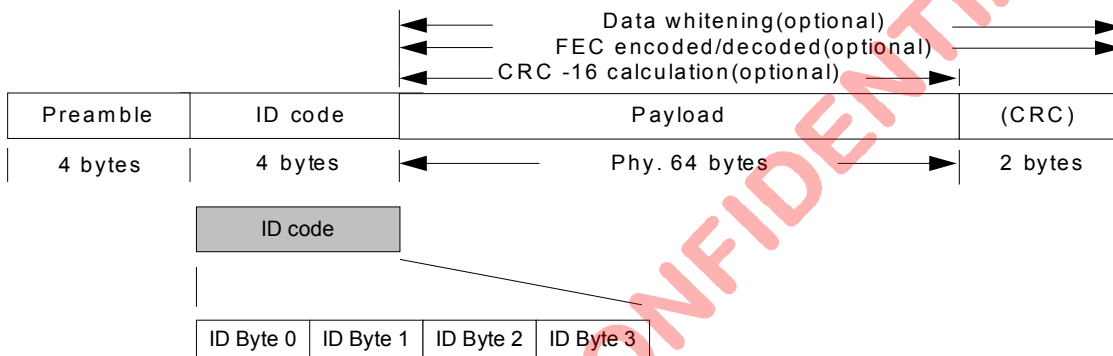 Data whitening(optional)
FEC encoded/decoded(optional)
CRC -16 calculation(optional)
Preamble ID code Payload (CRC)
4 bytes 4 bytes Phy. 64 bytes 2 bytes
ID code
ID Byte 0 ID Byte 1 ID Byte 2 ID Byte 3